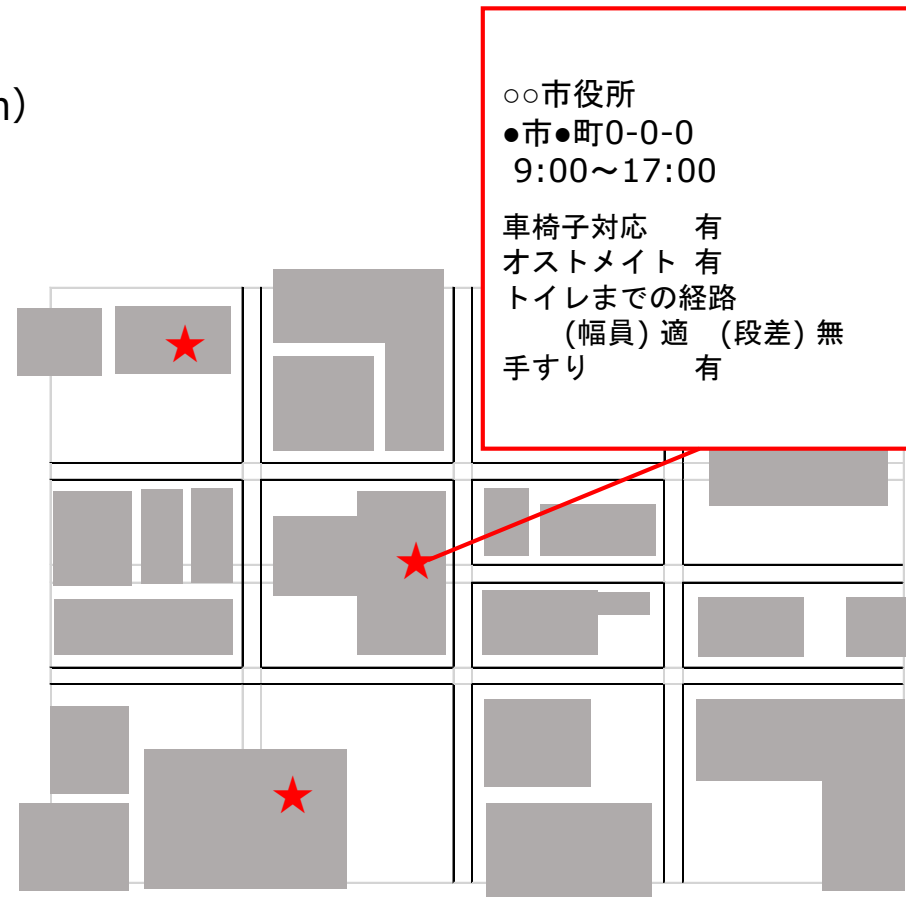 m)
○○市役所
●市●町0-0-0
9:00～17:00
車椅子対応 有
オストメイト 有
トイレまでの経路
(幅員) 適 (段差) 無
手すり 有